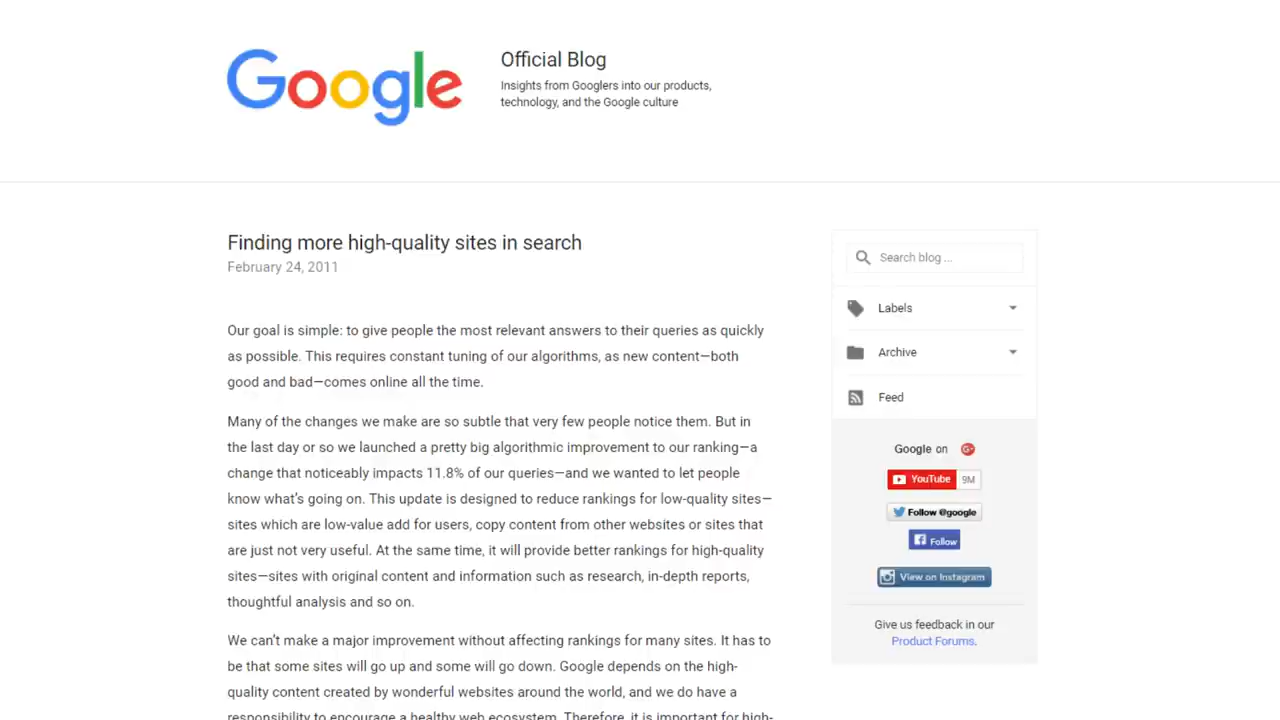 Google
Official Blog
Insights from Googlers into our products,
technology, and the Google culture
Finding more high-quality sites in search
February 24, 2011
Our goal is simple: to give people the most relevant answers to their queries as quickly
as possible. This requires constant tuning of our algorithms, as new content—both
good and bad—comes online all the time.
Many of the changes we make are so subtle that very few people notice them. But in
the last day or so we launched a pretty big algorithmic improvement to our ranking—a
change that noticeably impacts 11.8% of our queries—and we wanted to let people
know what's going on. This update is designed to reduce rankings for low-quality sites—
sites which are low-value add for users, copy content from other websites or sites that
are just not very useful. At the same time, it will provide better rankings for high-quality
sites—sites with original content and information such as research, in-depth reports,
thoughtful analysis and so on.
We can't make a major improvement without affecting rankings for many sites. It has to
be that some sites will go up and some will go down. Google depends on the high-
quality content created by wonderful websites around the world, and we do have a
responsibility to encourage a healthy web ecosystem. Therefore, it is important for high-
Search blog ...
Labels
Archive
Feed
Google on G+
YouTube 9M
Follow @google
Follow
View on Instagram
Give us feedback in our
Product Forums.